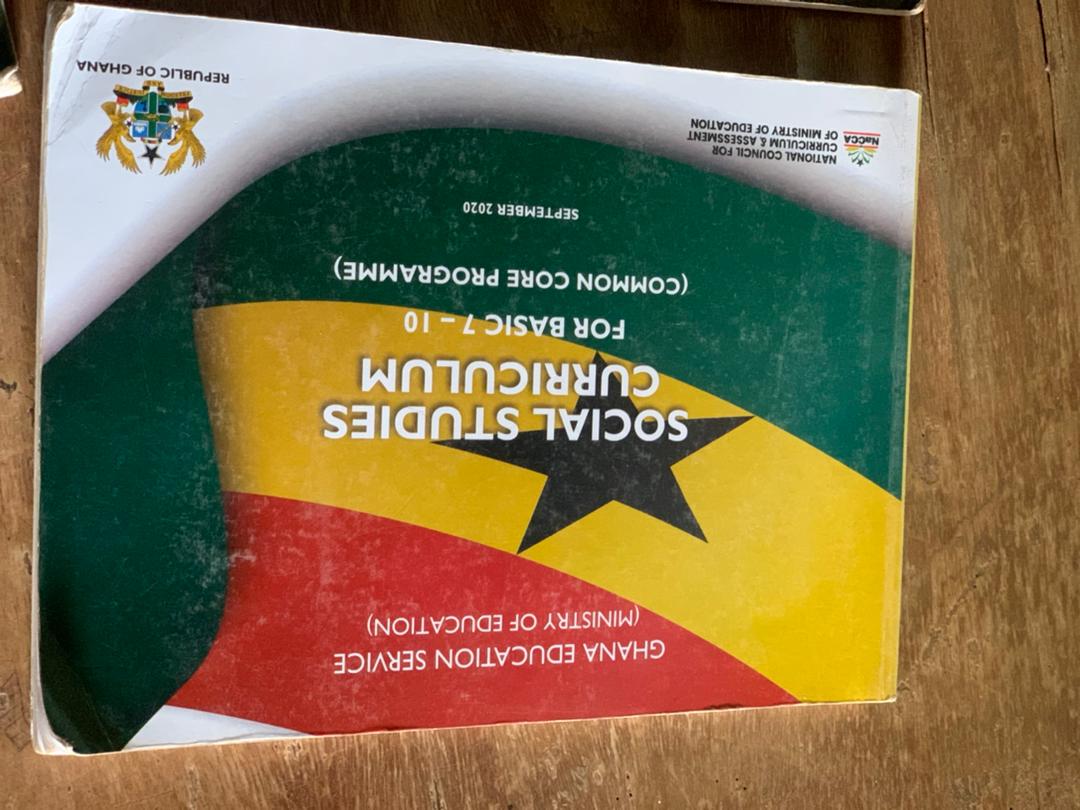 GHANA EDUCATION SERVICE
(MINISTRY OF EDUCATION)
SOCIAL STUDIES
CURRICULUM
FOR BASIC 7 – 10
(COMMON CORE PROGRAMME)
SEPTEMBER 2020
NaCCA
NATIONAL COUNCIL FOR
CURRICULUM & ASSESSMENT
OF MINISTRY OF EDUCATION
REPUBLIC OF GHANA